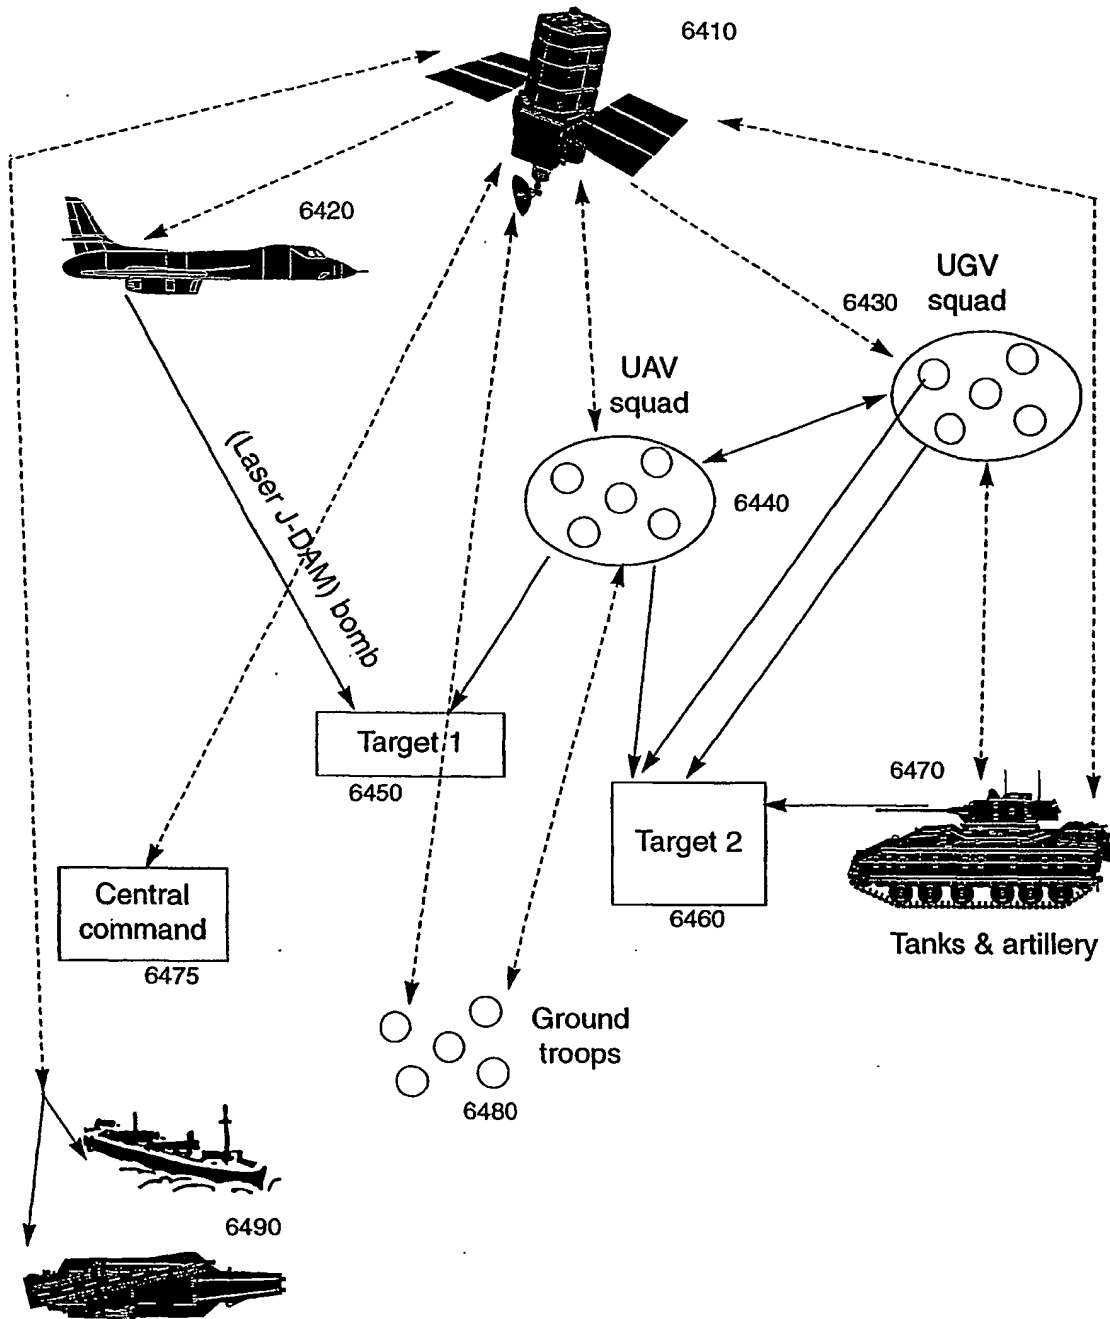 6410
6420
UGV
squad
6430
UAV
squad
6440
(Laser J-DAM) bomb
Target 1
6450
6470
Target 2
6460
Central
command
6475
Tanks & artillery
Ground
troops
6480
6490